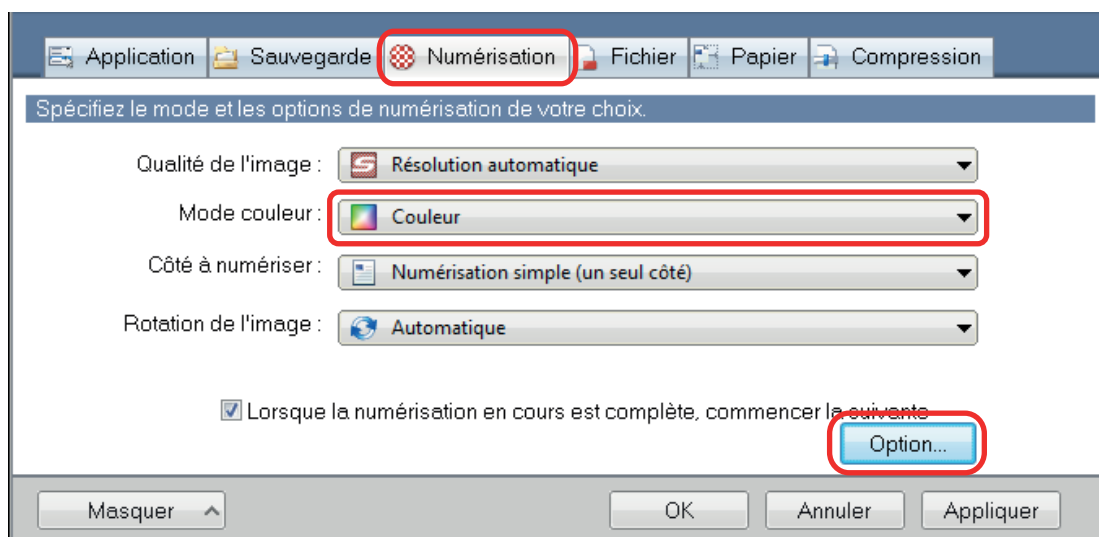 Application Sauvegarde Numérisation Fichier Papier Compression
Spécifiez le mode et les options de numérisation de votre choix.
Qualité de l'image : Résolution automatique
Mode couleur : Couleur
Côté à numériser : Numérisation simple (un seul côté)
Rotation de l'image : Automatique
Lorsque la numérisation en cours est complète, commencer la suivante
Option...
Masquer OK Annuler Appliquer